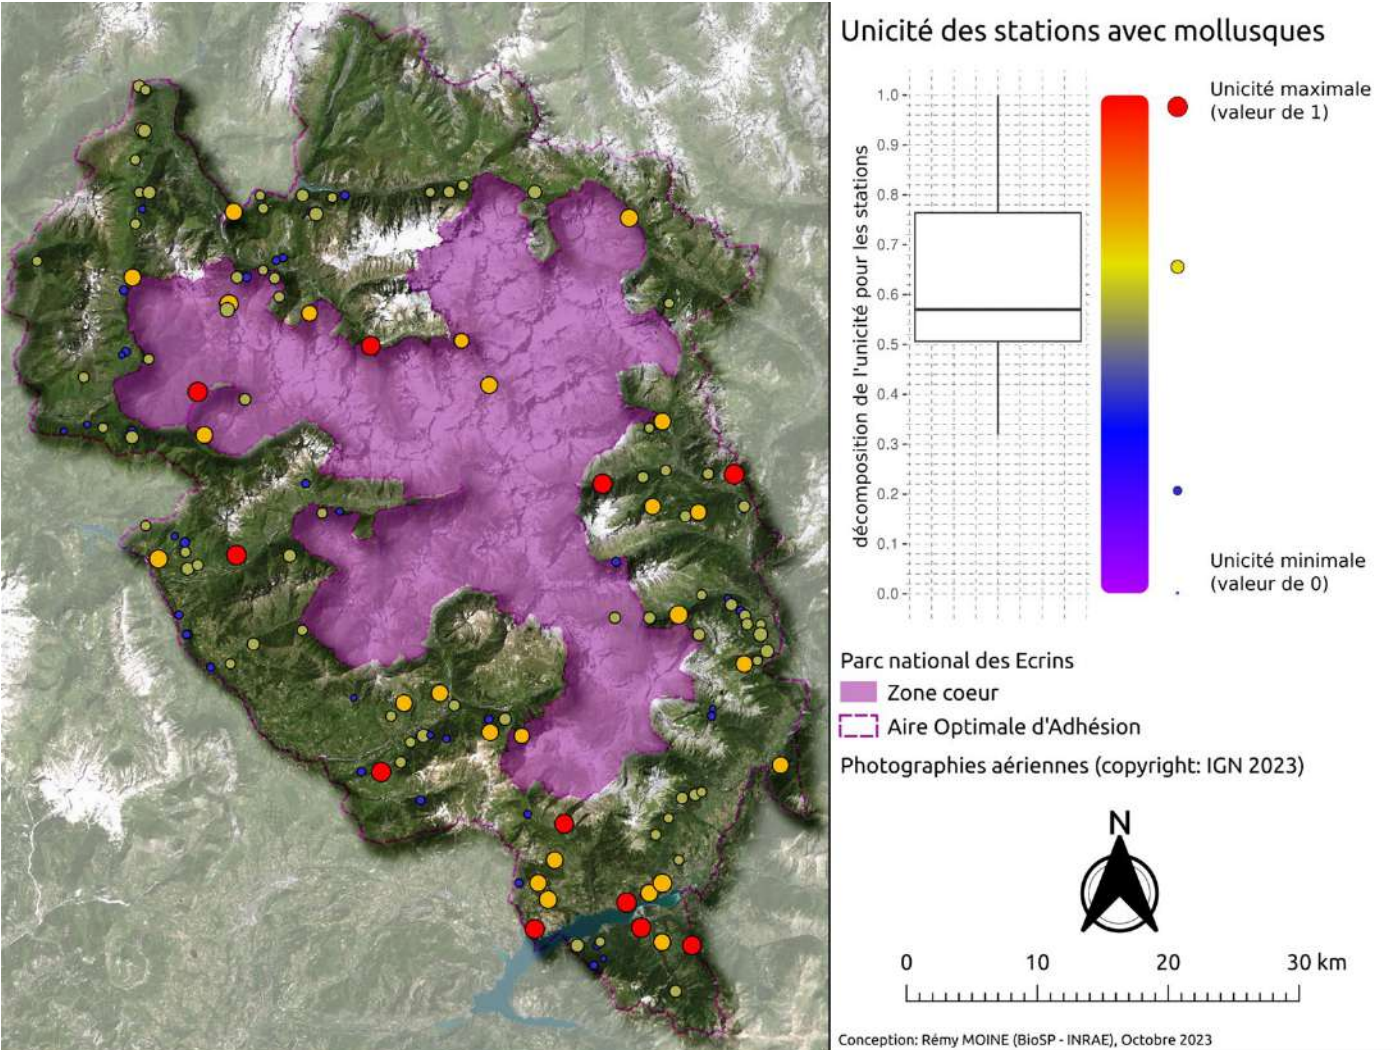 Unicité des stations avec mollusques
décomposition de l'unicité pour les stations
1.0
0.9
0.8
0.7
0.6
0.5
0.4
0.3
0.2
0.1
0.0
Unicité maximale
(valeur de 1)
Unicité minimale
(valeur de 0)
Parc national des Ecrins
Zone coeur
Aire Optimale d'Adhésion
Photographies aériennes (copyright: IGN 2023)
N
0 10 20 30 km
Conception: Rémy MOINE (BioSP - INRAE), Octobre 2023